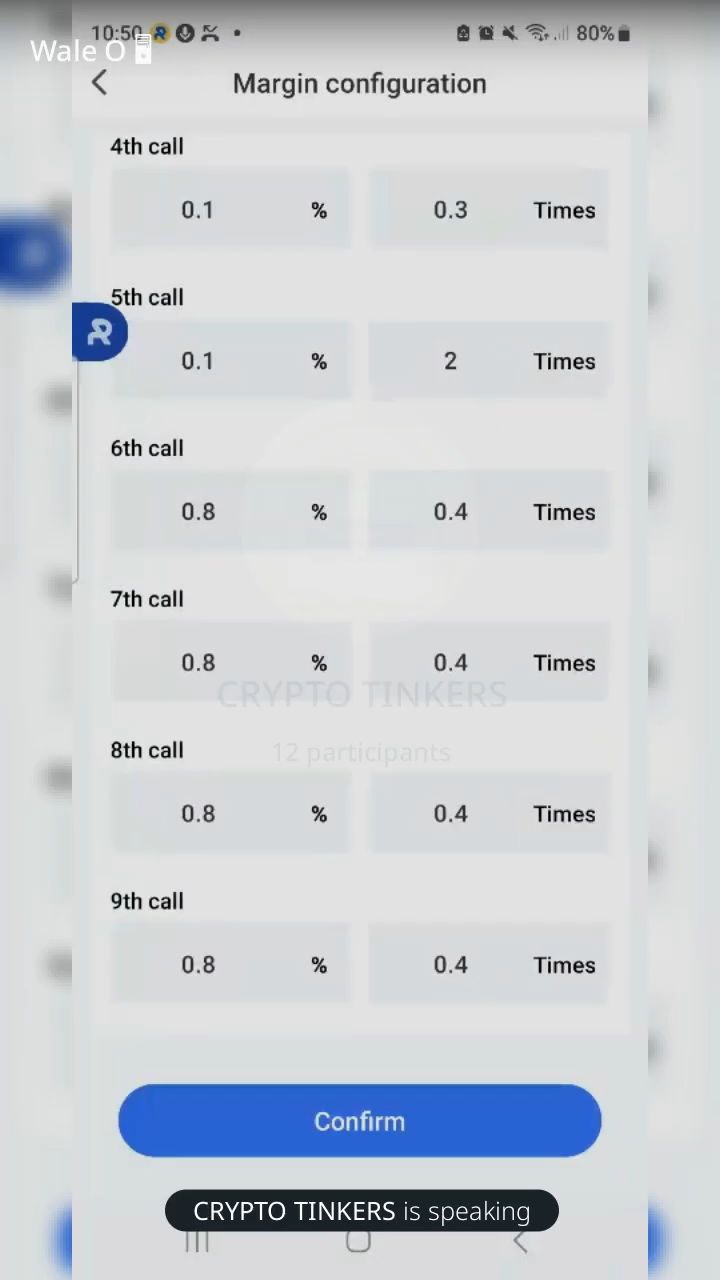 10:50
80%
Wale O
Margin configuration
4th call
0.1 % 0.3 Times
5th call
0.1 % 2 Times
6th call
0.8 % 0.4 Times
7th call
0.8 % 0.4 Times
CRYPTO TINKERS
12 participants
8th call
0.8 % 0.4 Times
9th call
0.8 % 0.4 Times
Confirm
CRYPTO TINKERS is speaking